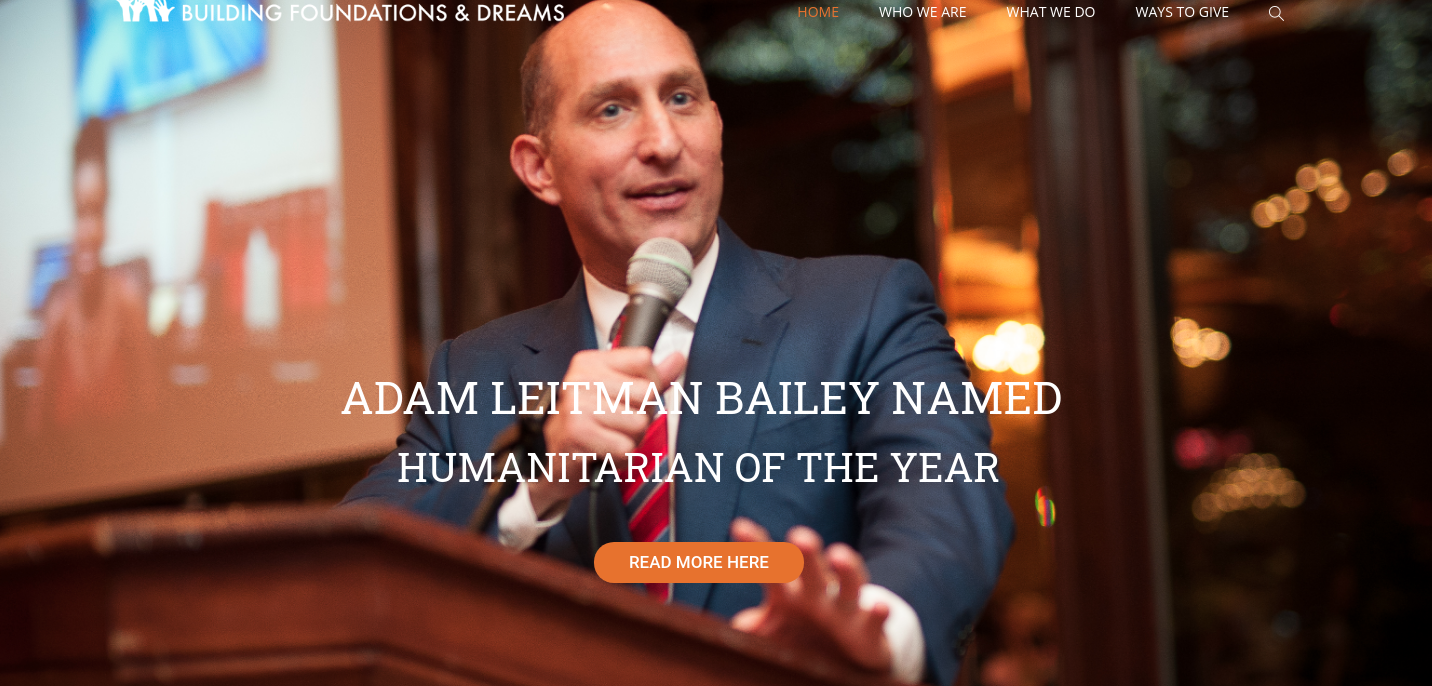 BUILDING FOUNDATIONS & DREAMS
HOME WHO WE ARE WHAT WE DO WAYS TO GIVE
ADAM LEITMAN BAILEY NAMED
HUMANITARIAN OF THE YEAR
READ MORE HERE